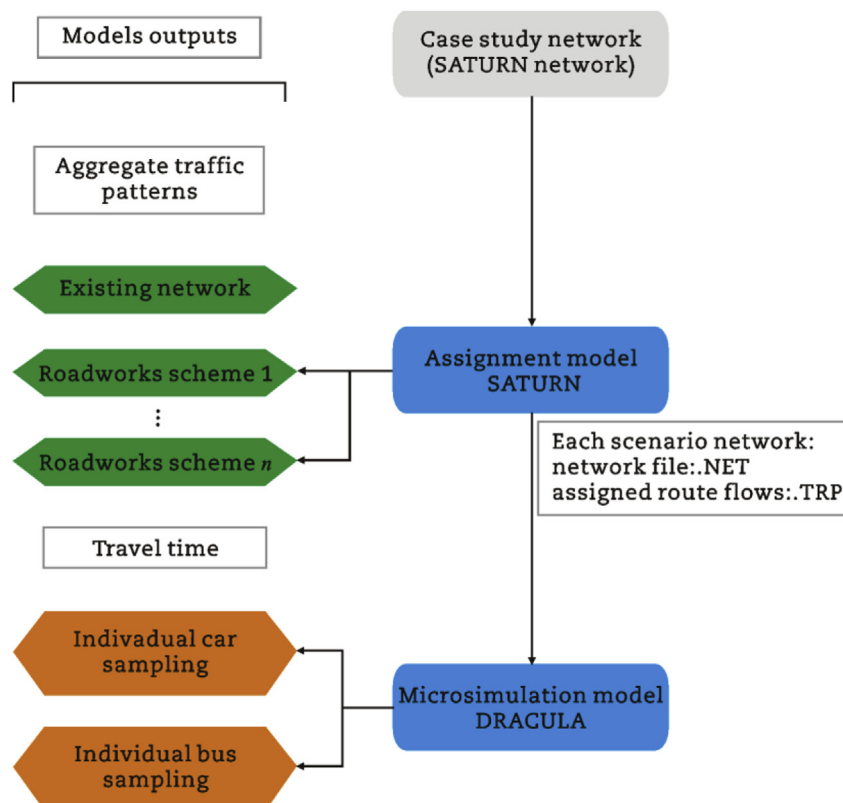 Models outputs
Case study network
(SATURN network)
Aggregate traffic
patterns
Existing network
Roadworks scheme 1
⋮
Roadworks scheme n
Assignment model
SATURN
Each scenario network:
network file:.NET
assigned route flows:.TRP
Travel time
Indivadual car
sampling
Individual bus
sampling
Microsimulation model
DRACULA